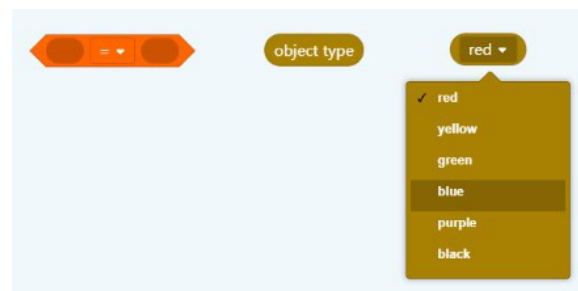 =
object type
red
✓ red
yellow
green
blue
purple
black